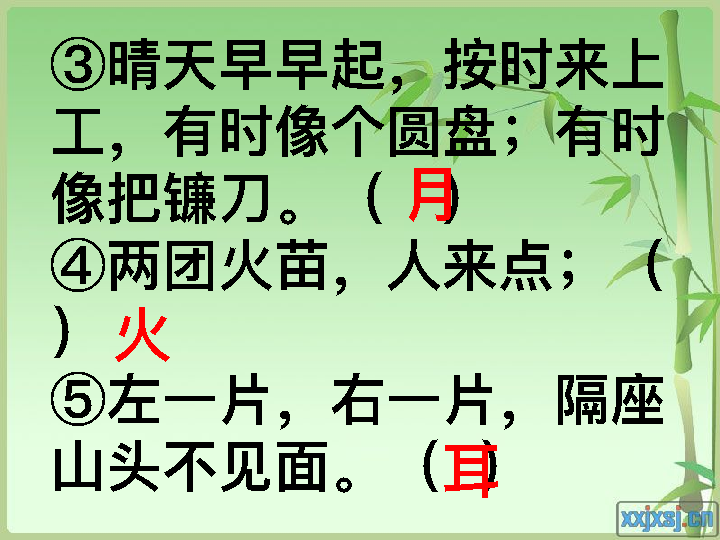 ③晴天早早起，按时来上
工，有时像个圆盘；有时
像把镰刀。（ 月）
④两团火苗，人来点；（
） 火
⑤左一片，右一片，隔座
山头不见面。（耳）
xxjxsj.cn